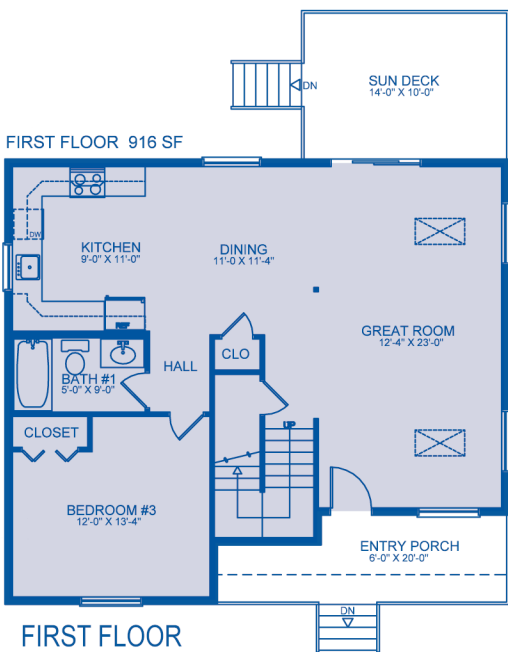 SUN DECK
14'-0" X 10'-0"
DN
FIRST FLOOR 916 SF
DW
KITCHEN
9'-0" X 11'-0"
DINING
11'-0 X 11'-4"
REF
GREAT ROOM
12'-4" X 23'-0"
CLO
HALL
BATH #1
5'-0" X 9'-0"
CLOSET
UP
BEDROOM #3
12'-0" X 13'-4"
ENTRY PORCH
6'-0" X 20'-0"
DN
FIRST FLOOR